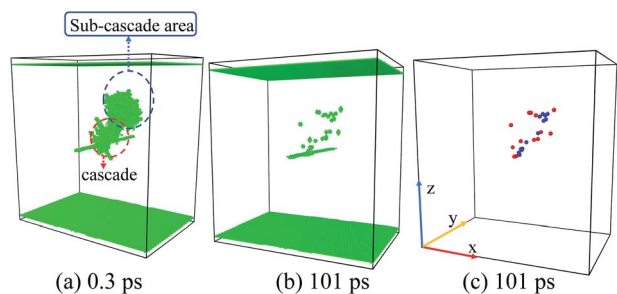 Sub-cascade area
cascade
z
y
x
(a) 0.3 ps
(b) 101 ps
(c) 101 ps